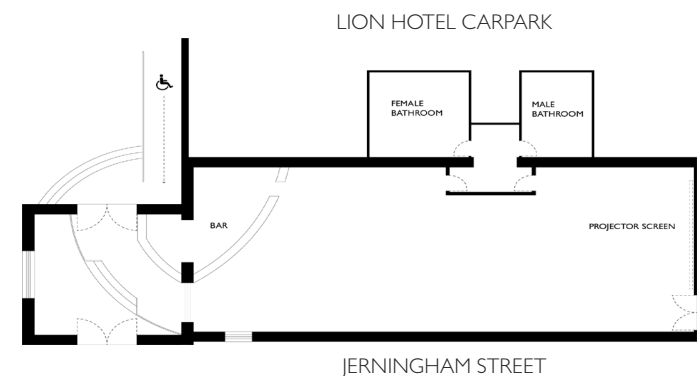 LION HOTEL CARPARK
FEMALE
BATHROOM
MALE
BATHROOM
BAR
PROJECTOR SCREEN
JERNINGHAM STREET